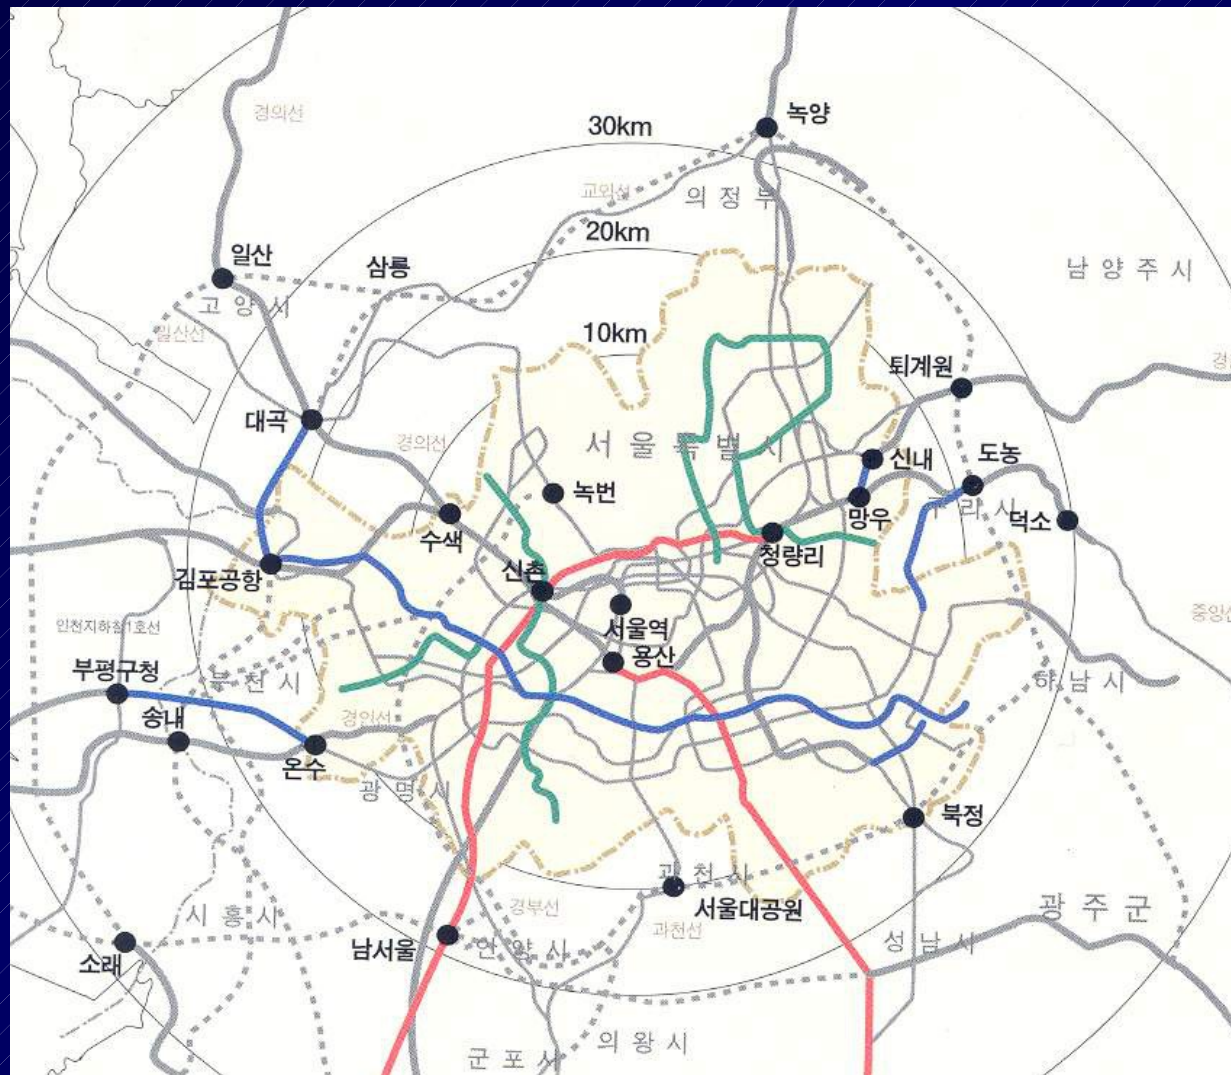 녹양
경의선
30km
교외선
의정부
20km
일산
삼릉
남양주시
고양시
일산선
10km
퇴계원
대곡
경의선
서울특별시
신내
도농
녹번
망우
구리시
덕소
수색
청량리
신촌
김포공항
서울역
중앙선
인천지하철1호선
용산
부평구청
부천시
하남시
송내
경인선
온수
광명시
북정
과천시
서울대공원
경부선
과천선
광주군
시흥시
남서울
안양시
성남시
소래
의왕시
군포시